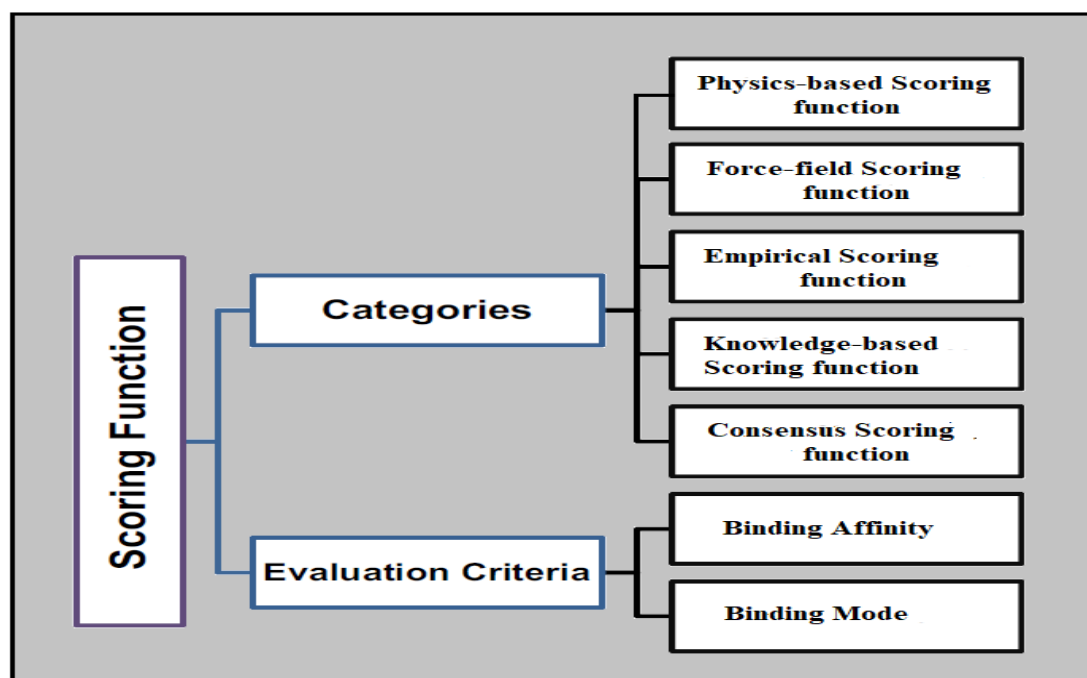 Scoring Function
Categories
Physics-based Scoring
function
Force-field Scoring
function
Empirical Scoring
function
Knowledge-based
Scoring function
Consensus Scoring
function
Evaluation Criteria
Binding Affinity
Binding Mode